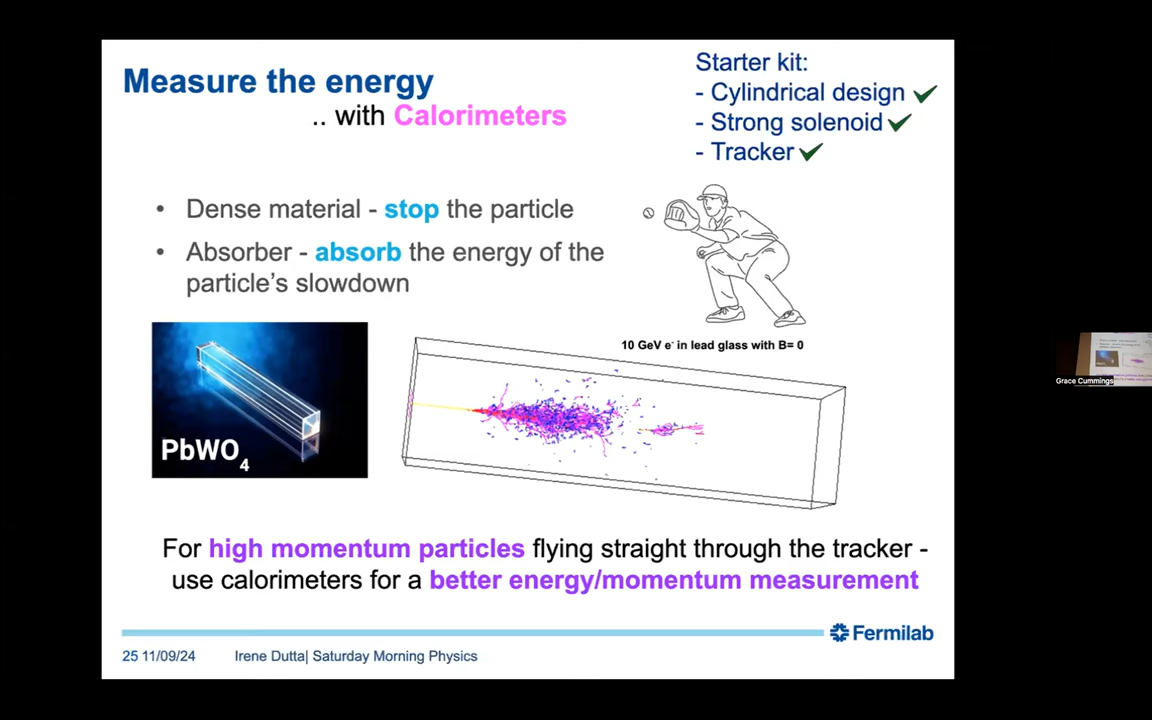 Measure the energy
.. with Calorimeters
Starter kit:
- Cylindrical design ✓
- Strong solenoid ✓
- Tracker ✓
• Dense material - stop the particle
• Absorber - absorb the energy of the
particle's slowdown
PbWO4
10 GeV e- in lead glass with B= 0
For high momentum particles flying straight through the tracker -
use calorimeters for a better energy/momentum measurement
Fermilab
25 11/09/24 Irene Dutta| Saturday Morning Physics
Grace Cummings